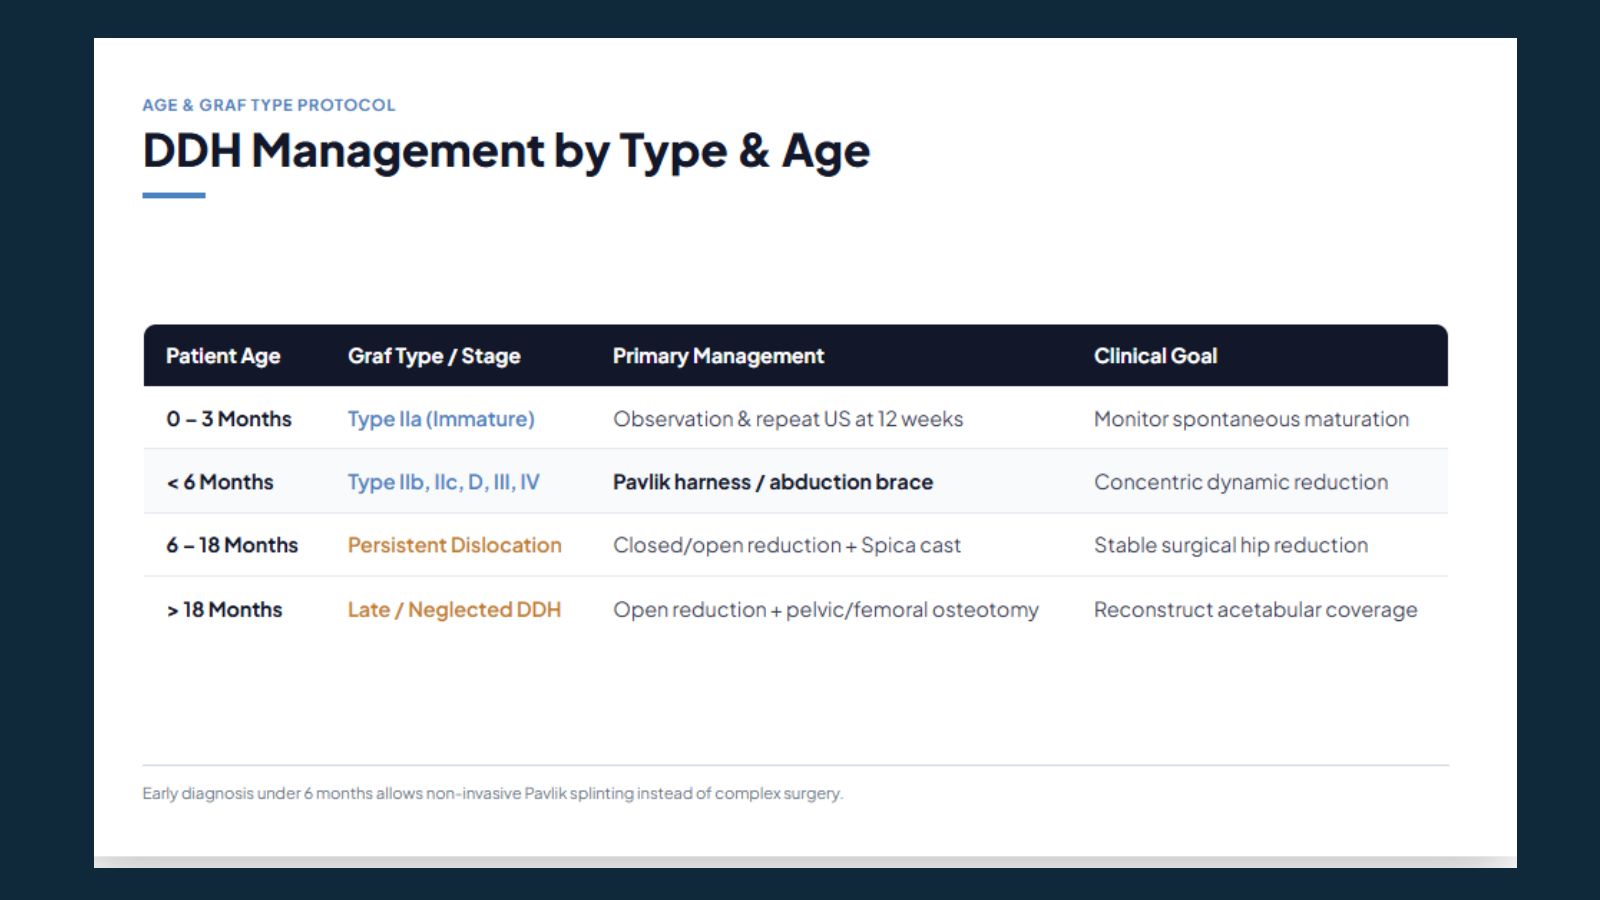 AGE & GRAF TYPE PROTOCOL
DDH Management by Type & Age
Patient Age Graf Type / Stage Primary Management Clinical Goal
0 – 3 Months Type IIa (Immature) Observation & repeat US at 12 weeks Monitor spontaneous maturation
< 6 Months Type IIb, IIc, D, III, IV Pavlik harness / abduction brace Concentric dynamic reduction
6 – 18 Months Persistent Dislocation Closed/open reduction + Spica cast Stable surgical hip reduction
> 18 Months Late / Neglected DDH Open reduction + pelvic/femoral osteotomy Reconstruct acetabular coverage
Early diagnosis under 6 months allows non-invasive Pavlik splinting instead of complex surgery.